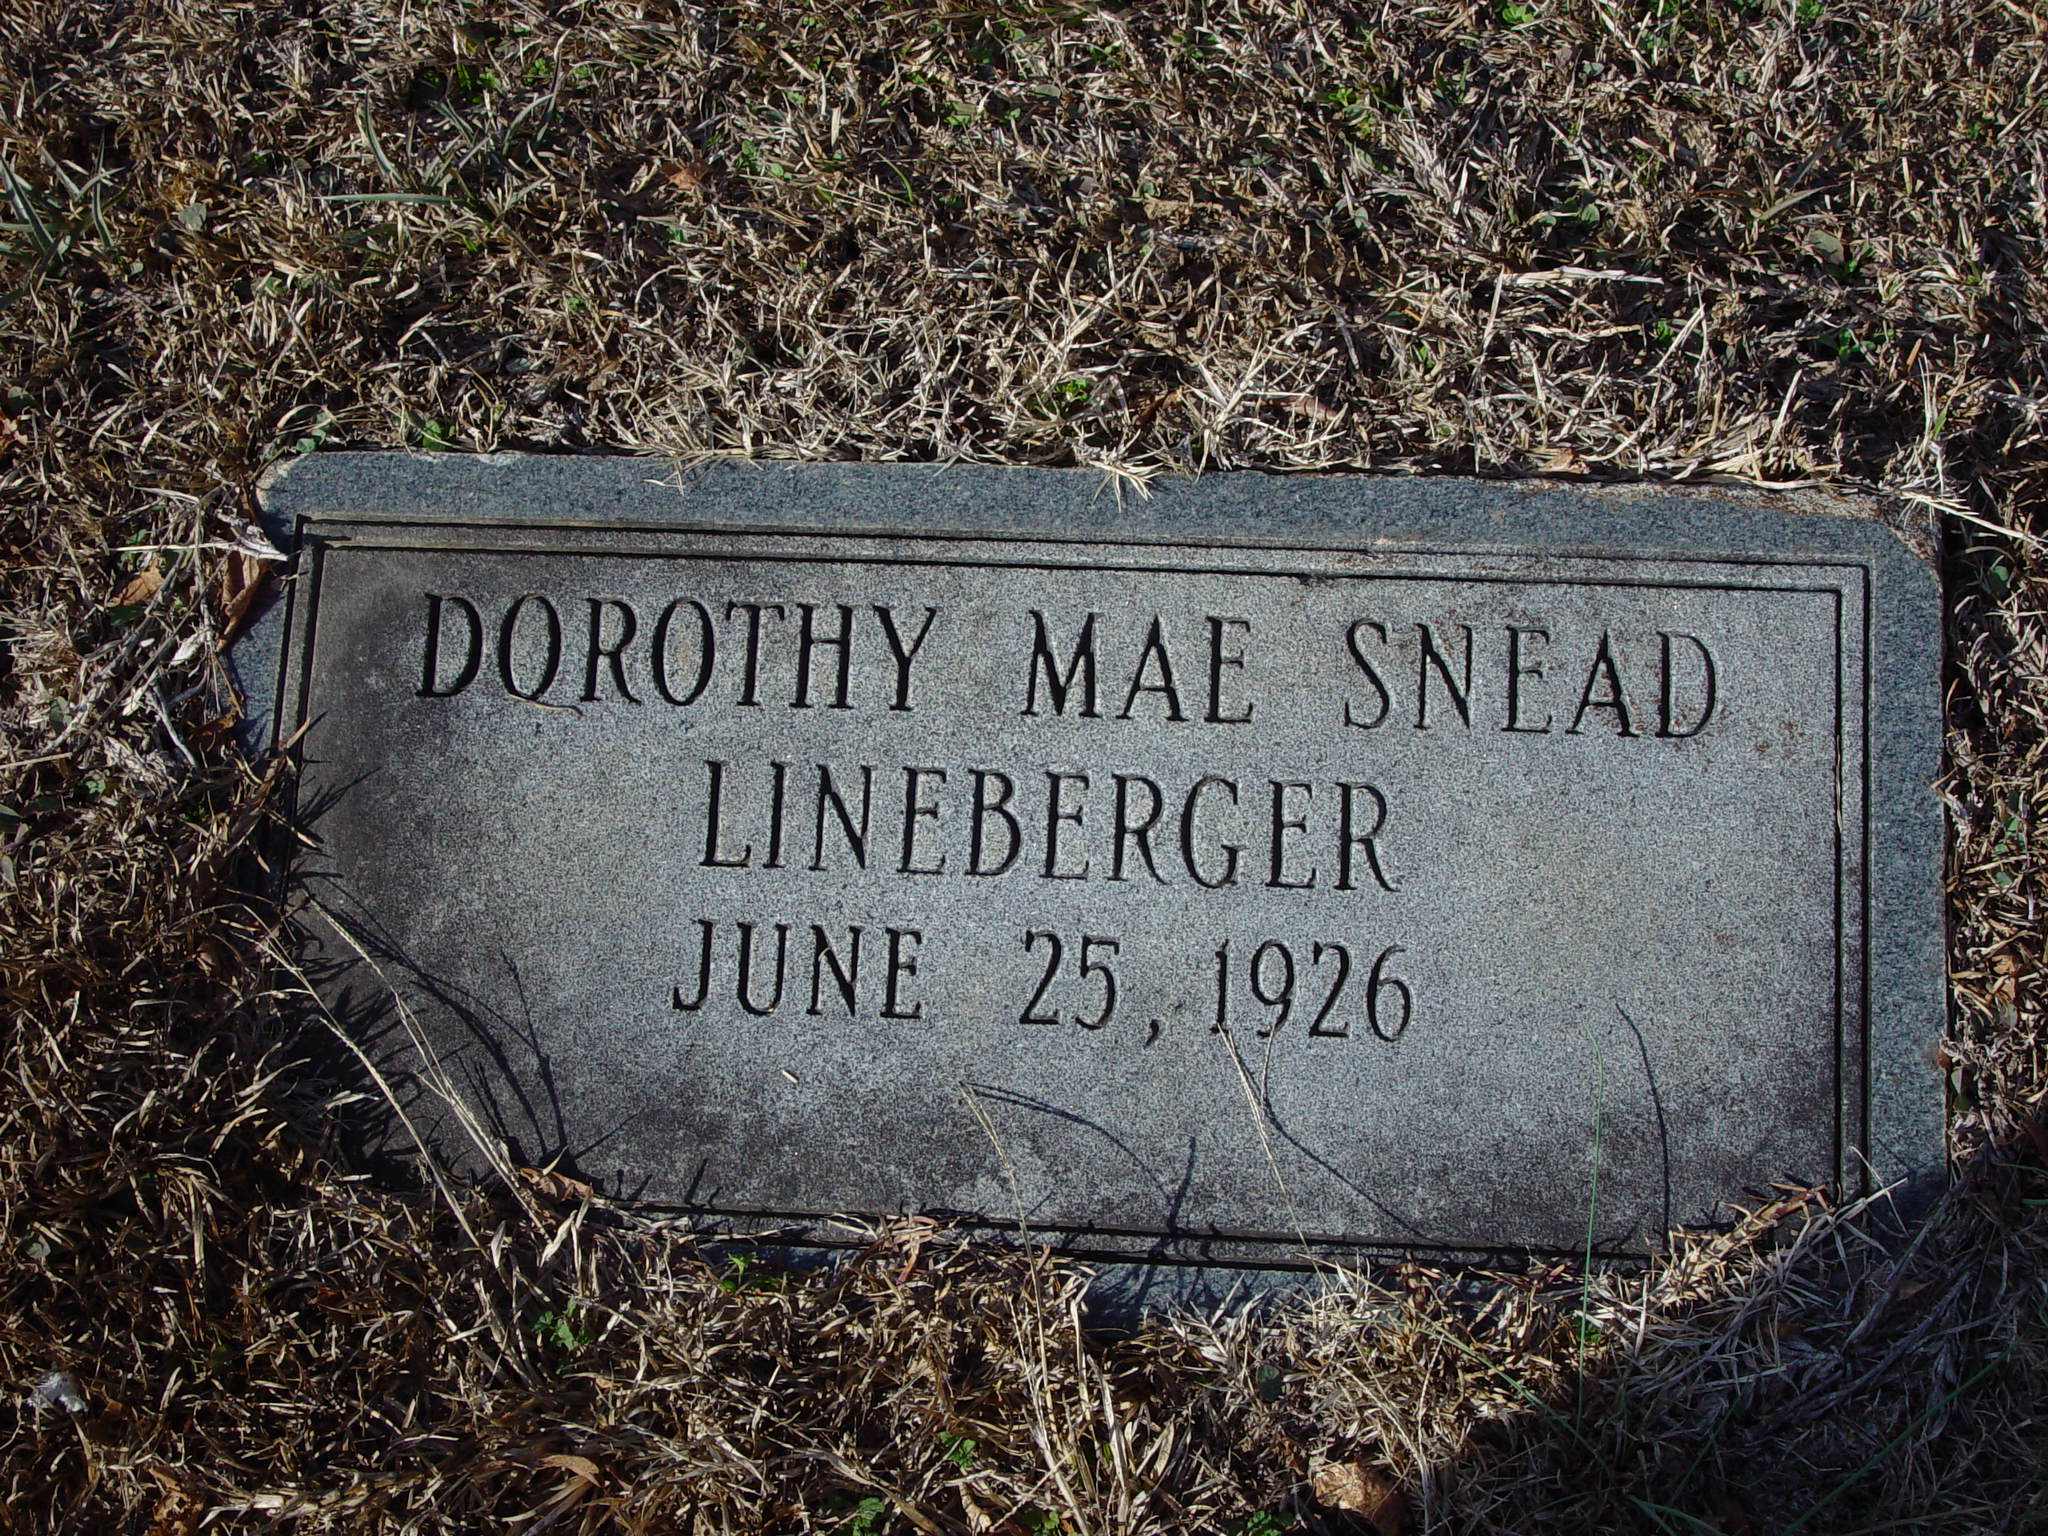 DOROTHY MAE SNEAD
LINEBERGER
JUNE 25, 1926